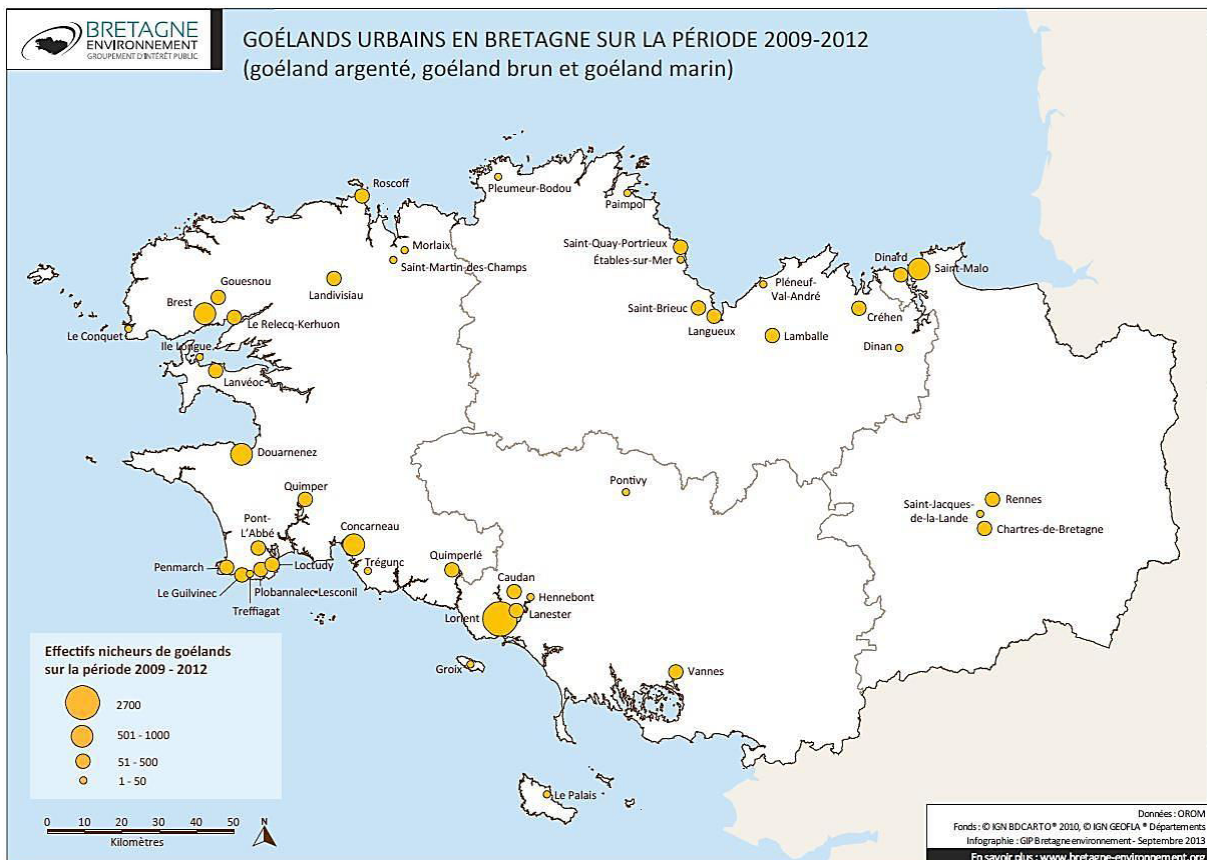 BRETAGNE
ENVIRONNEMENT
GROUPEMENT D'INTÉRÊT PUBLIC
GOÉLANDS URBAINS EN BRETAGNE SUR LA PÉRIODE 2009-2012
(goéland argenté, goéland brun et goéland marin)
Roscoff
Pleumeur-Bodou
Paimpol
Morlaix
Saint-Martin-des-Champs
Saint-Quay-Portrieux
Étables-sur-Mer
Dinard
Saint-Malo
Landivisiau
Pléneuf-
Val-André
Gouesnou
Brest
Le Relecq-Kerhuon
Saint-Brieuc
Langueux
Créhen
Le Conquet
Ile Longue
Lamballe
Dinan
Lanvéoc
Douarnenez
Pontivy
Quimper
Rennes
Saint-Jacques-
de-la-Lande
Chartres-de-Bretagne
Pont-
L'Abbé
Concarneau
Quimperlé
Trégunc
Penmarch
Loctudy
Le Guilvinec
Plobannalec-Lesconil
Treffiagat
Caudan
Hennebont
Lanester
Lorient
Groix
Vannes
Le Palais
Effectifs nicheurs de goélands
sur la période 2009 - 2012
2700
501 - 1000
51 - 500
1 - 50
0 10 20 30 40 50
Kilomètres
N
Données : OROM
Fonds : © IGN BDCARTO® 2010, © IGN GEOFLA ® Départements
Infographie : GIP Bretagne environnement - Septembre 2013
En savoir plus : www.bretagne-environnement.org